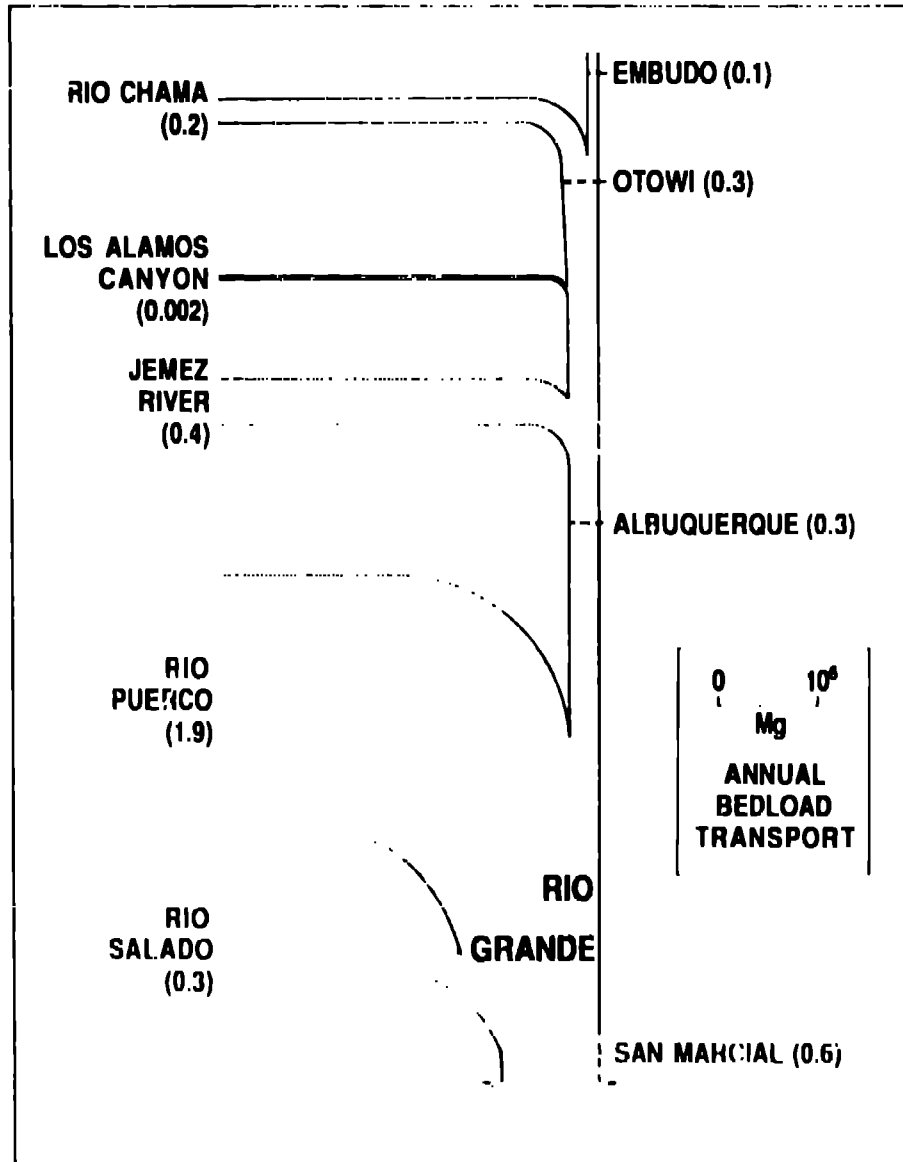 EMBUDO (0.1)
RIO CHAMA
(0.2)
OTOWI (0.3)
LOS ALAMOS
CANYON
(0.002)
JEMEZ
RIVER
(0.4)
ALBUQUERQUE (0.3)
RIO
PUERCO
(1.9)
0 10⁶
Mg
ANNUAL
BEDLOAD
TRANSPORT
RIO
GRANDE
RIO
SALADO
(0.3)
SAN MARCIAL (0.6)